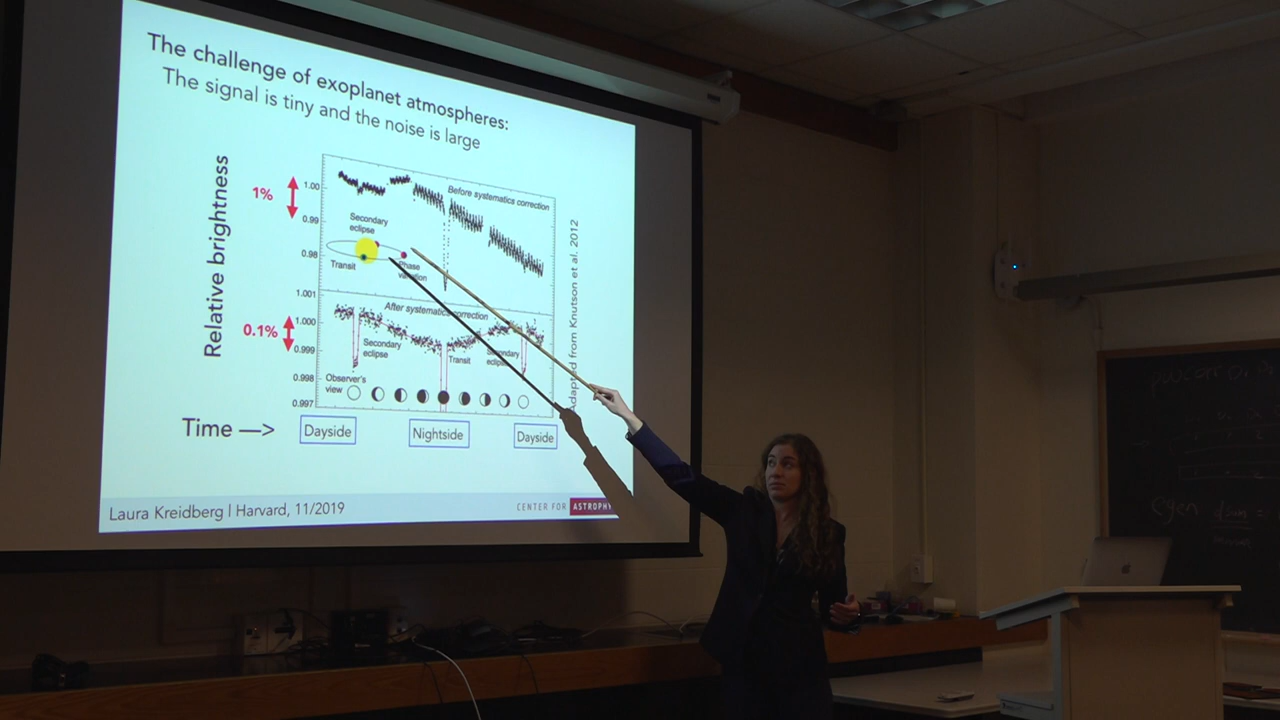 The challenge of exoplanet atmospheres:
The signal is tiny and the noise is large
Relative brightness
1%
0.1%
1.00
0.99
0.98
Before systematics correction
Secondary
eclipse
Transit
Phase
variation
1.001
1.000
0.999
0.998
0.997
After systematics correction
Secondary
eclipse
Transit
Secondary
eclipse
Observer's
view
Adapted from Knutson et al. 2012
Time —>
Dayside
Nightside
Dayside
Laura Kreidberg | Harvard, 11/2019
CENTER FOR ASTROPHY